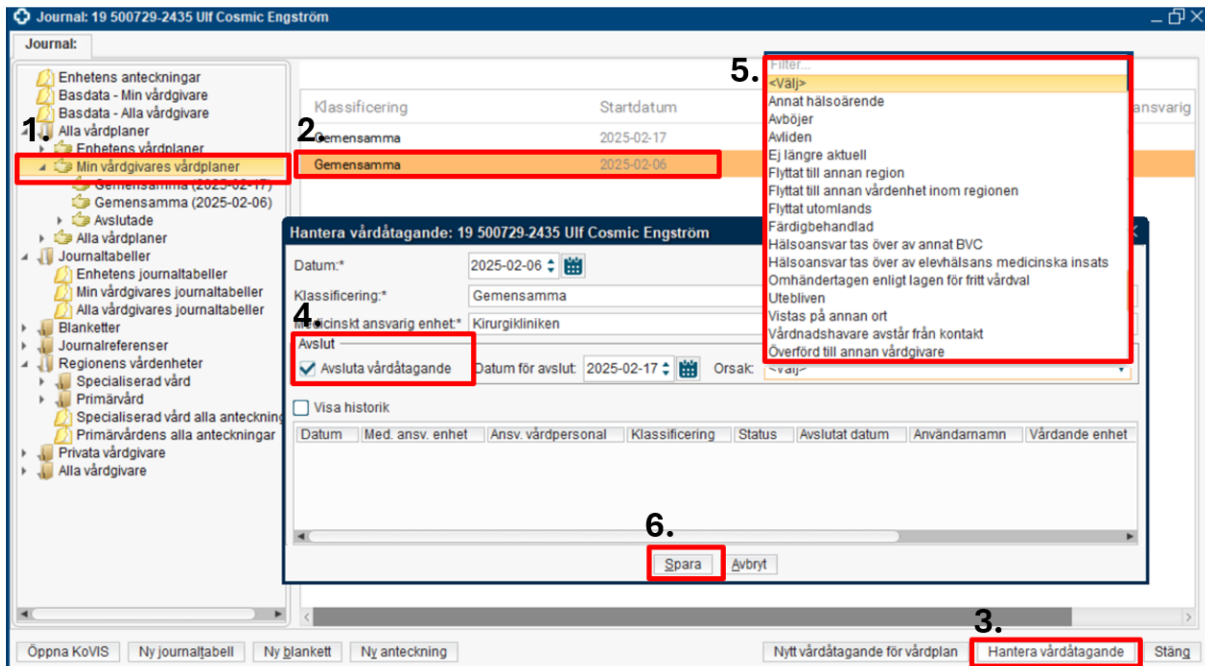 Journal: 19 500729-2435 Ulf Cosmic Engström
Journal:
Enhetens anteckningar
Basdata - Min vårdgivare
Basdata - Alla vårdgivare
Alla vårdplaner
1.
Enhetens vårdplaner
Min vårdgivares vårdplaner
Gemensamma (2025-02-17)
Gemensamma (2025-02-06)
Avslutade
Alla vårdplaner
Journaltabeller
Enhetens journaltabeller
Min vårdgivares journaltabeller
Alla vårdgivares journaltabeller
Blanketter
Journalreferenser
Regionens vårdenheter
Specialiserad vård
Primärvård
Specialiserad vård alla anteckning
Primärvårdens alla anteckningar
Privata vårdgivare
Alla vårdgivare
Klassificering Startdatum ansvarig
2.
Gemensamma 2025-02-17
Gemensamma 2025-02-06
5.
Filter...
<Välj>
Annat hälsoärende
Avböjer
Avliden
Ej längre aktuell
Flyttat till annan region
Flyttat till annan vårdenhet inom regionen
Flyttat utomlands
Färdigbehandlad
Hälsoansvar tas över av annat BVC
Hälsoansvar tas över av elevhälsans medicinska insats
Omhändertagen enligt lagen för fritt vårdval
Utebliven
Vistas på annan ort
Vårdnadshavare avstår från kontakt
Överförd till annan vårdgivare
Hantera vårdåtagande: 19 500729-2435 Ulf Cosmic Engström
Datum:* 2025-02-06
Klassificering:* Gemensamma
4.
Medicinskt ansvarig enhet:* Kirurgikliniken
Avslut
Avsluta vårdåtagande Datum för avslut: 2025-02-17 Orsak: <Välj>
Visa historik
Datum Med. ansv. enhet Ansv. vårdpersonal Klassificering Status Avslutat datum Användarnamn Vårdande enhet
6.
Spara Avbryt
3.
Öppna KoVIS Ny journaltabell Ny blankett Ny anteckning Nytt vårdåtagande för vårdplan Hantera vårdåtagande Stäng